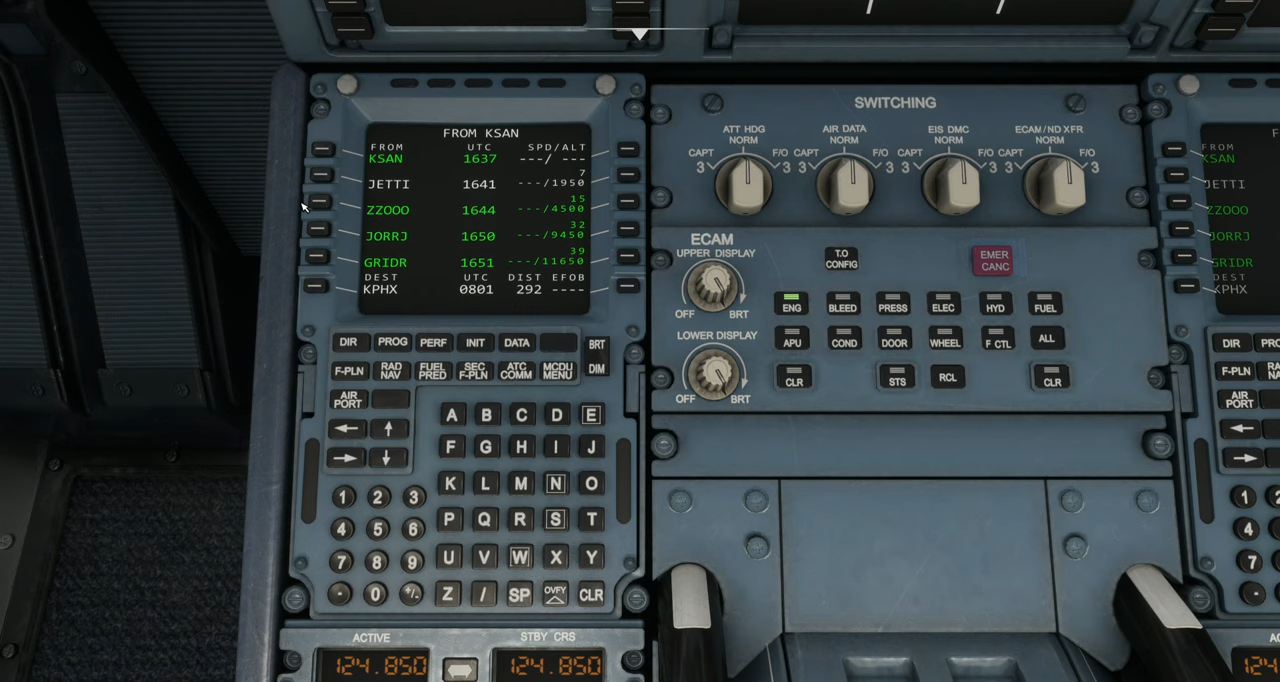 FROM KSAN
FROM UTC SPD/ALT
KSAN 1637 ---/ ---
7
JETTI 1641 ---/1950
15
ZZOOO 1644 ---/4500
32
JORRJ 1650 ---/9450
39
GRIDR 1651 ---/11650
DEST UTC DIST EFOB
KPHX 0801 292 ----
DIR PROG PERF INIT DATA
BRT
DIM
F-PLN RAD NAV FUEL PRED SEC F-PLN ATC COMM MCDU MENU
AIR PORT
A B C D E
F G H I J
K L M N O
P Q R S T
U V W X Y
Z / SP OVFY CLR
1 2 3
4 5 6
7 8 9
. 0 +/-
ACTIVE STBY CRS
124.850 124.850
SWITCHING
ATT HDG AIR DATA EIS DMC ECAM/ND XFR
NORM NORM NORM NORM
CAPT F/O CAPT F/O CAPT F/O CAPT F/O
3 3 3 3 3 3 3 3
ECAM
UPPER DISPLAY
OFF BRT
T.O CONFIG
EMER CANC
ENG BLEED PRESS ELEC HYD FUEL
LOWER DISPLAY
OFF BRT
APU COND DOOR WHEEL F CTL ALL
CLR STS RCL CLR
FROM
KSAN
JETTI
ZZOOO
JORRJ
GRIDR
DEST
KPHX
DIR
F-PLN
AIR PORT
1
4
7
.